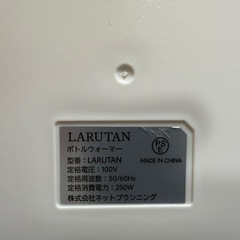 LARUTAN
ボトルウォーマー
PS
E
型番：LARUTAN
MADE IN CHINA
定格電圧：100V
定格周波数：50/60Hz
定格消費電力：250W
株式会社ネットプランニング